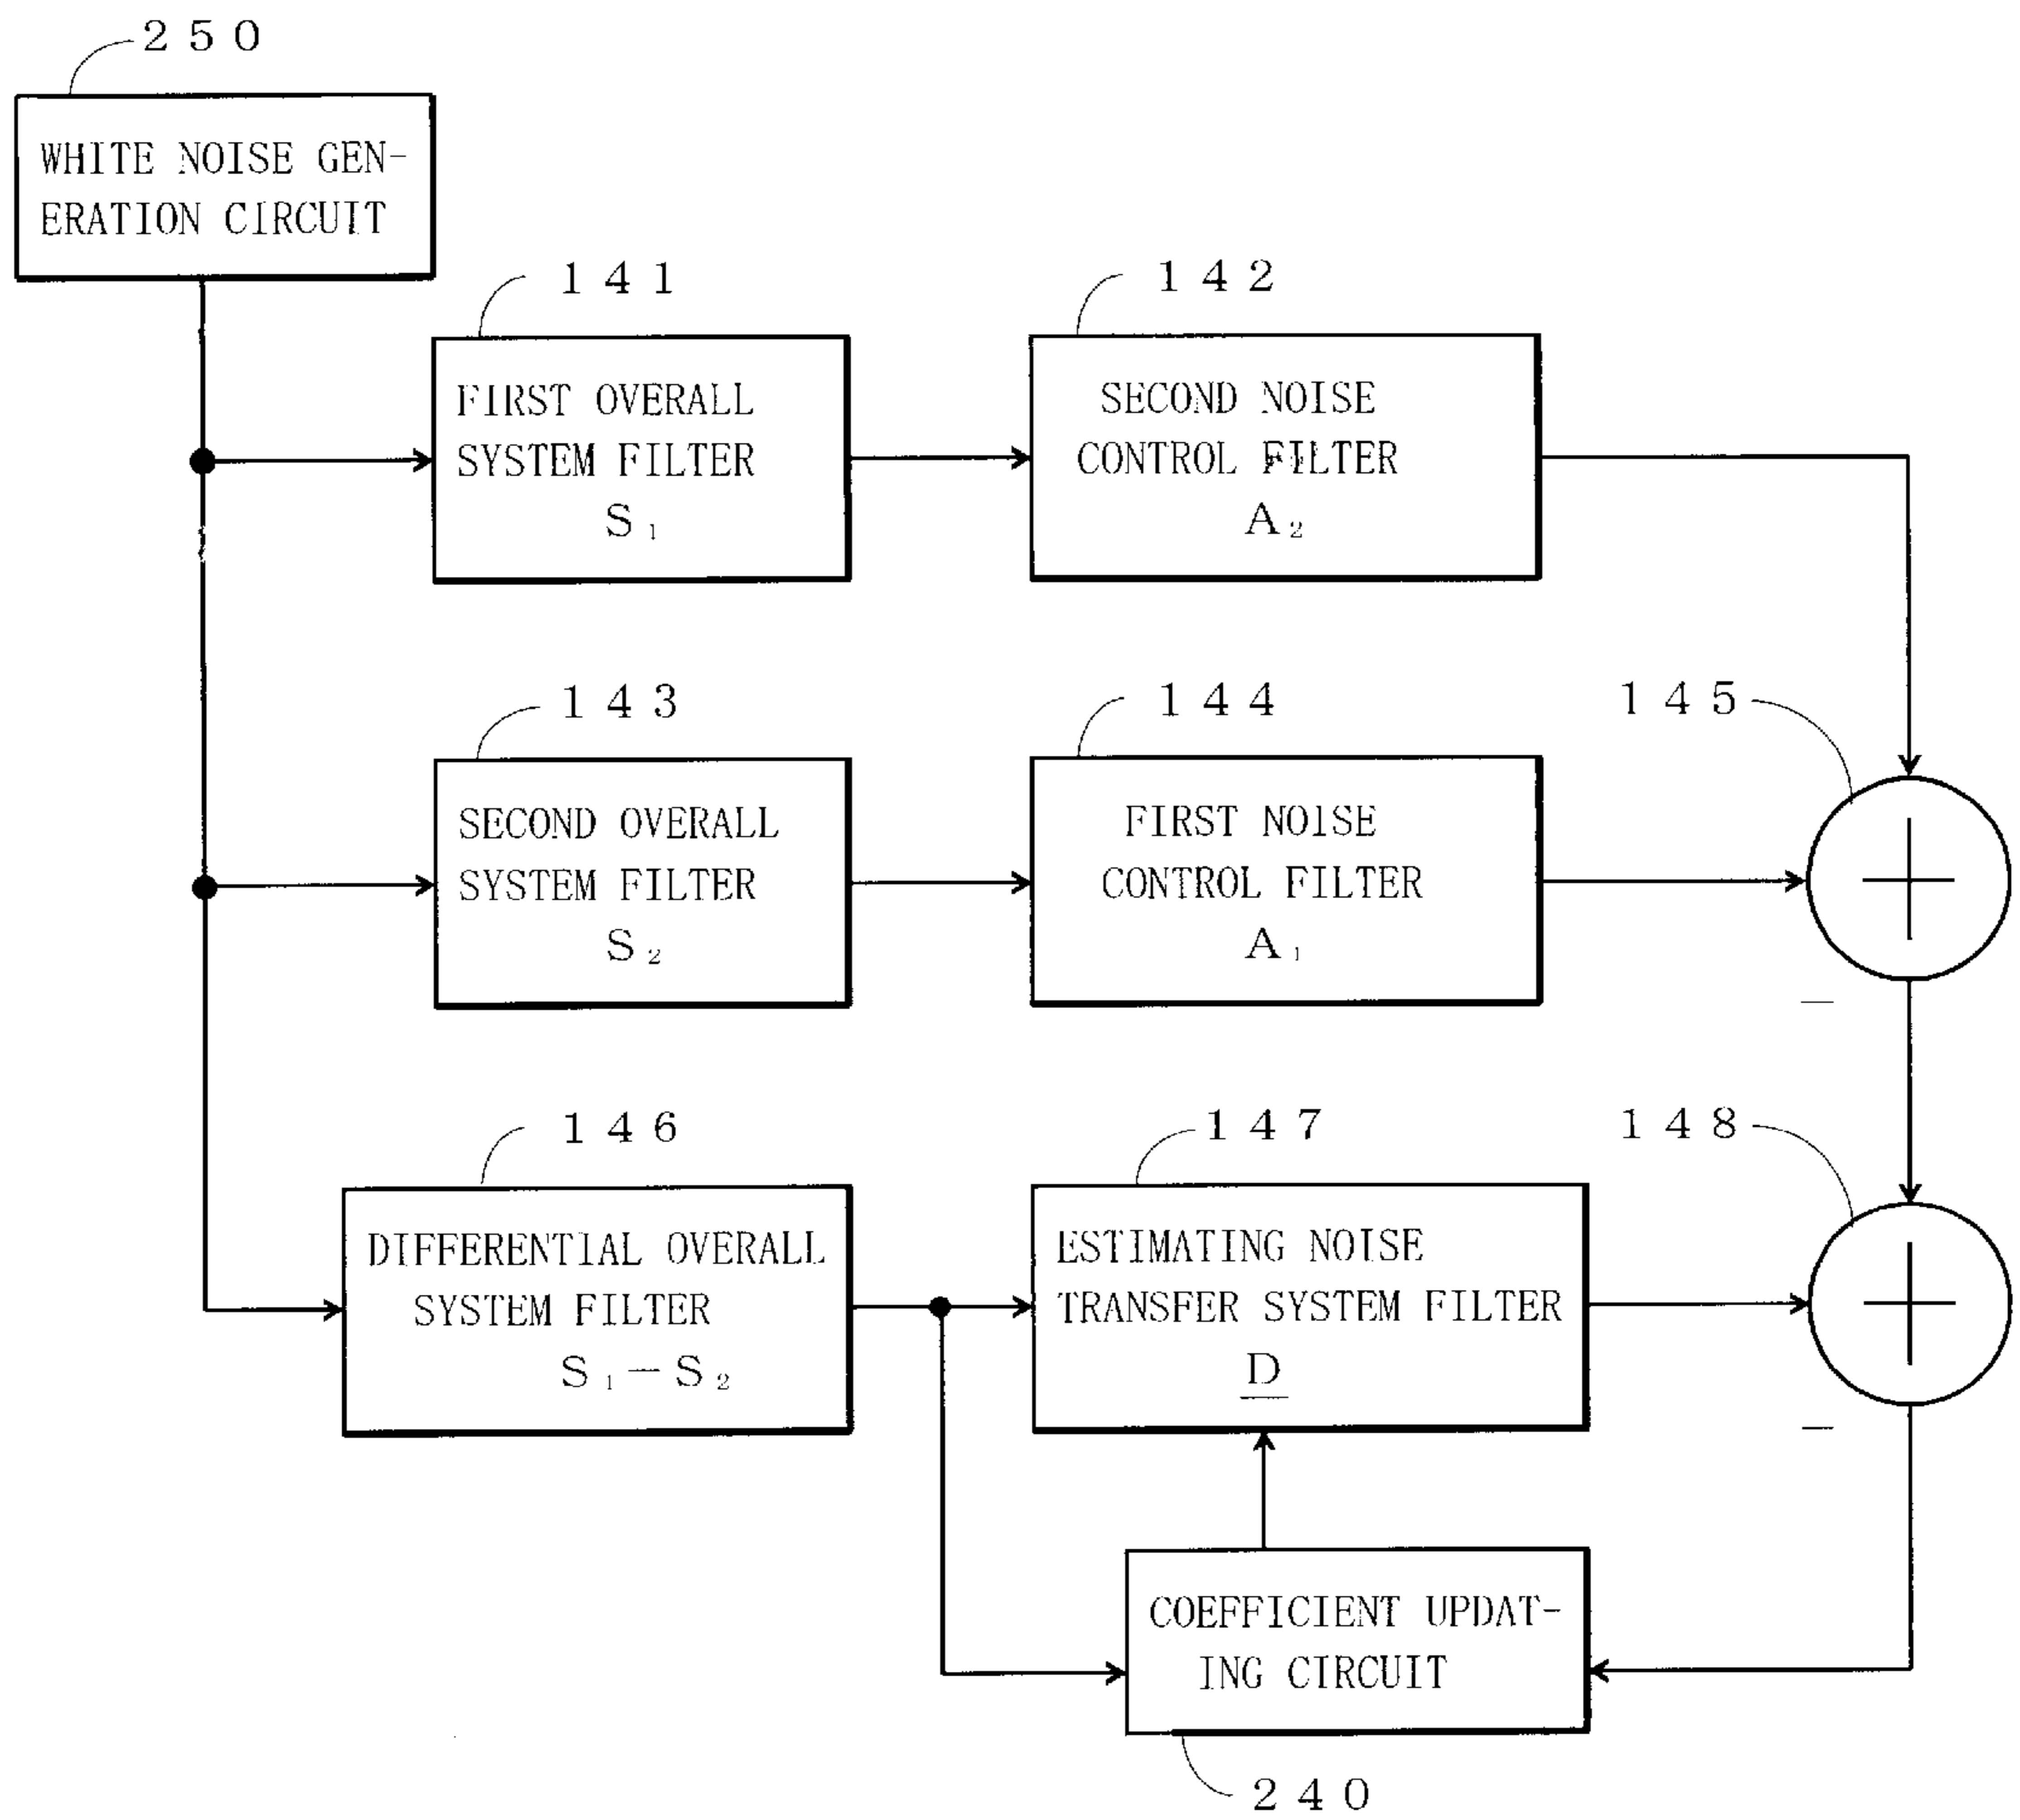 250
WHITE NOISE GEN-
ERATION CIRCUIT
141
142
FIRST OVERALL
SYSTEM FILTER
S₁
SECOND NOISE
CONTROL FILTER
A₂
143
144
145
SECOND OVERALL
SYSTEM FILTER
S₂
FIRST NOISE
CONTROL FILTER
A₁
+
−
146
147
148
DIFFERENTIAL OVERALL
SYSTEM FILTER
S₁−S₂
ESTIMATING NOISE
TRANSFER SYSTEM FILTER
D
+
−
COEFFICIENT UPDAT-
ING CIRCUIT
240